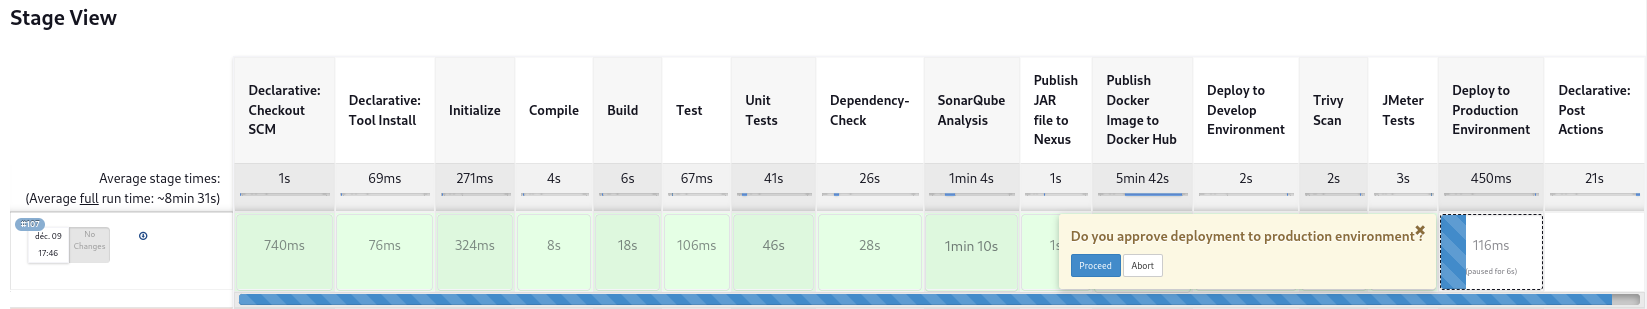 Stage View
Declarative:
Checkout
SCM
Declarative:
Tool Install
Initialize
Compile
Build
Test
Unit
Tests
Dependency-
Check
SonarQube
Analysis
Publish
JAR
file to
Nexus
Publish
Docker
Image to
Docker Hub
Deploy to
Develop
Environment
Trivy
Scan
JMeter
Tests
Deploy to
Production
Environment
Declarative:
Post
Actions
Average stage times:
(Average full run time: ~8min 31s)
1s
69ms
271ms
4s
6s
67ms
41s
26s
1min 4s
1s
5min 42s
2s
2s
3s
450ms
21s
#107
déc. 09
17:46
No
Changes
740ms
76ms
324ms
8s
18s
106ms
46s
28s
1min 10s
Do you approve deployment to production environment?
Proceed
Abort
116ms
(paused for 6s)